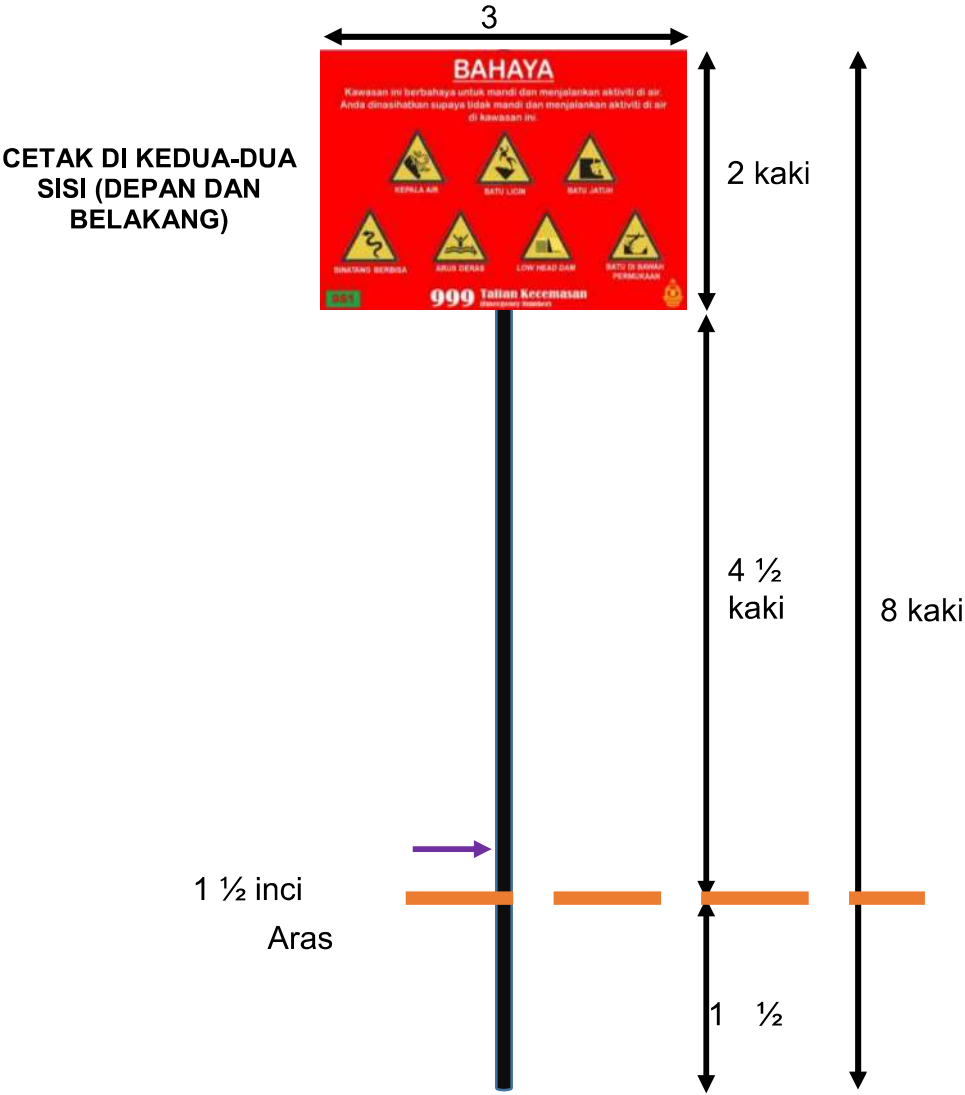 3
BAHAYA
Kawasan ini berbahaya untuk mandi dan menjalankan aktiviti di air.
Anda dinasihatkan supaya tidak mandi dan menjalankan aktiviti di air
di kawasan ini.
CETAK DI KEDUA-DUA
SISI (DEPAN DAN
BELAKANG)
2 kaki
KEPALA AIR
BATU LICIN
BATU JATUH
BINATANG BERBISA
ARUS DERAS
LOW HEAD DAM
BATU DI BAWAH
PERMUKAAN
991
999 Talian Kecemasan
(Emergency Number)
4 ½
kaki
8 kaki
1 ½ inci
Aras
1 ½